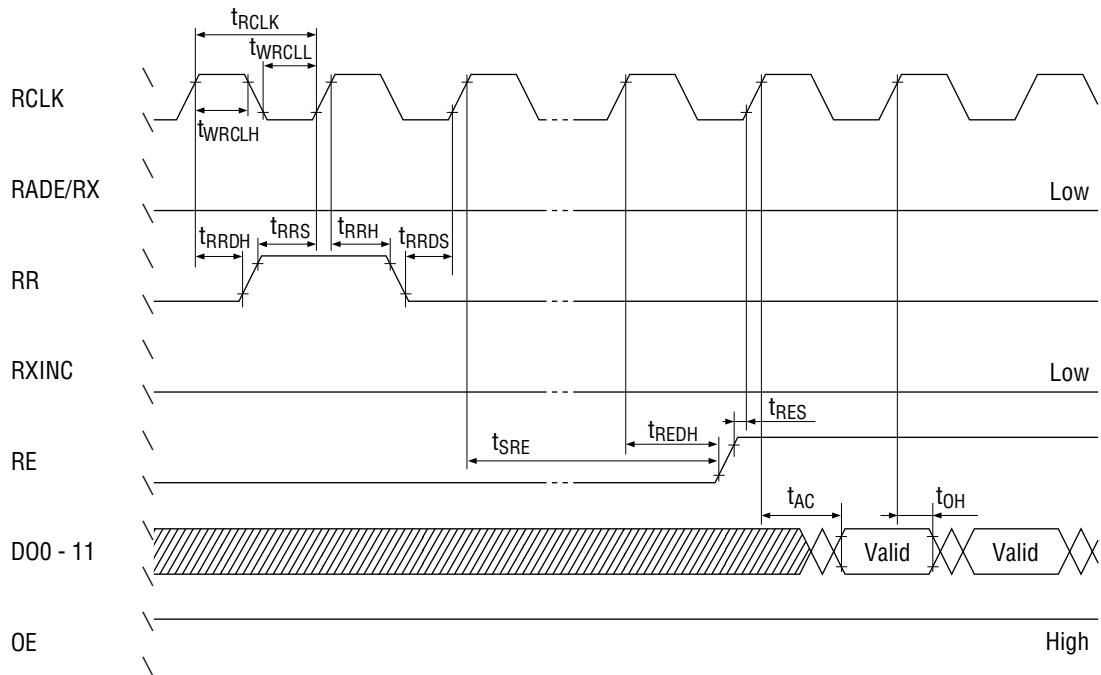 tRCLK
tWRCLL
RCLK
tWRCLH
RADE/RX
Low
tRRDH
tRRS
tRRH
tRRDS
RR
RXINC
Low
tRES
tREDH
tSRE
RE
tAC
tOH
DO0 - 11
Valid
Valid
OE
High